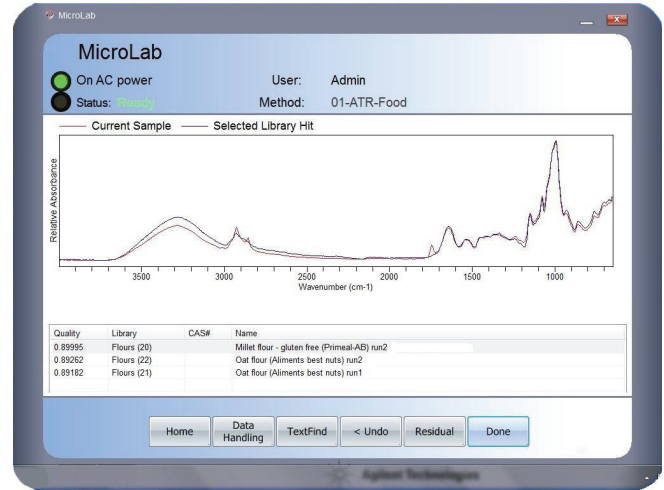 MicroLab
MicroLab
On AC power User: Admin
Status: Ready Method: 01-ATR-Food
Current Sample Selected Library Hit
Relative Absorbance
3500 3000 2500 2000 1500 1000
Wavenumber (cm-1)
Quality Library CAS# Name
0.89995 Flours (20) Millet flour - gluten free (Primeal-AB) run2
0.89262 Flours (22) Oat flour (Aliments best nuts) run2
0.89182 Flours (21) Oat flour (Aliments best nuts) run1
Home Data Handling TextFind < Undo Residual Done
Agilent Technologies